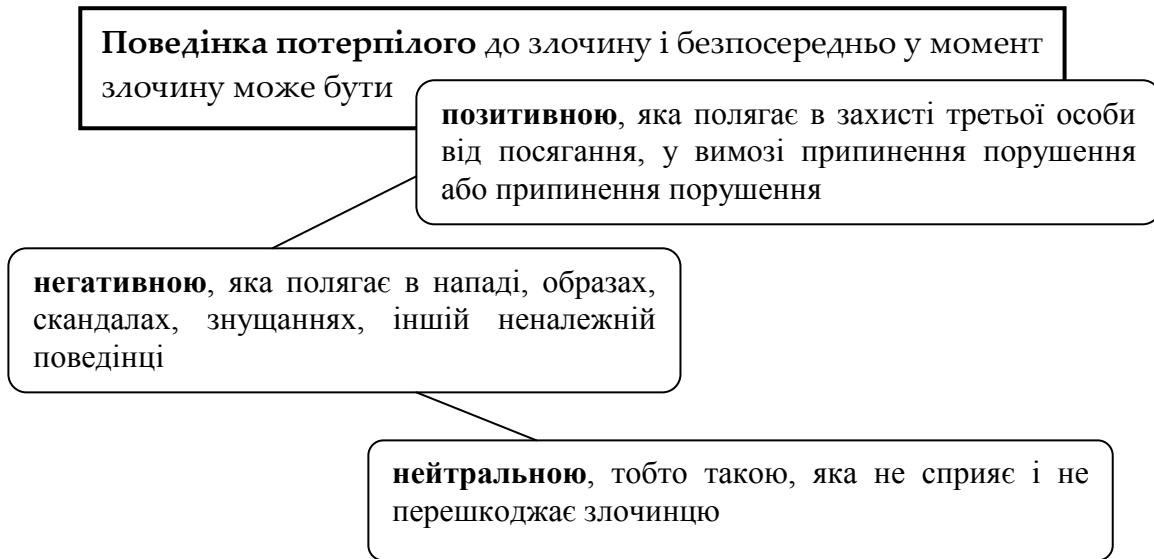 Поведінка потерпілого до злочину і безпосередньо у момент
злочину може бути
позитивною, яка полягає в захисті третьої особи
від посягання, у вимозі припинення порушення
або припинення порушення
негативною, яка полягає в нападі, образах,
скандалах, знущаннях, іншій неналежній
поведінці
нейтральною, тобто такою, яка не сприяє і не
перешкоджає злочинцю